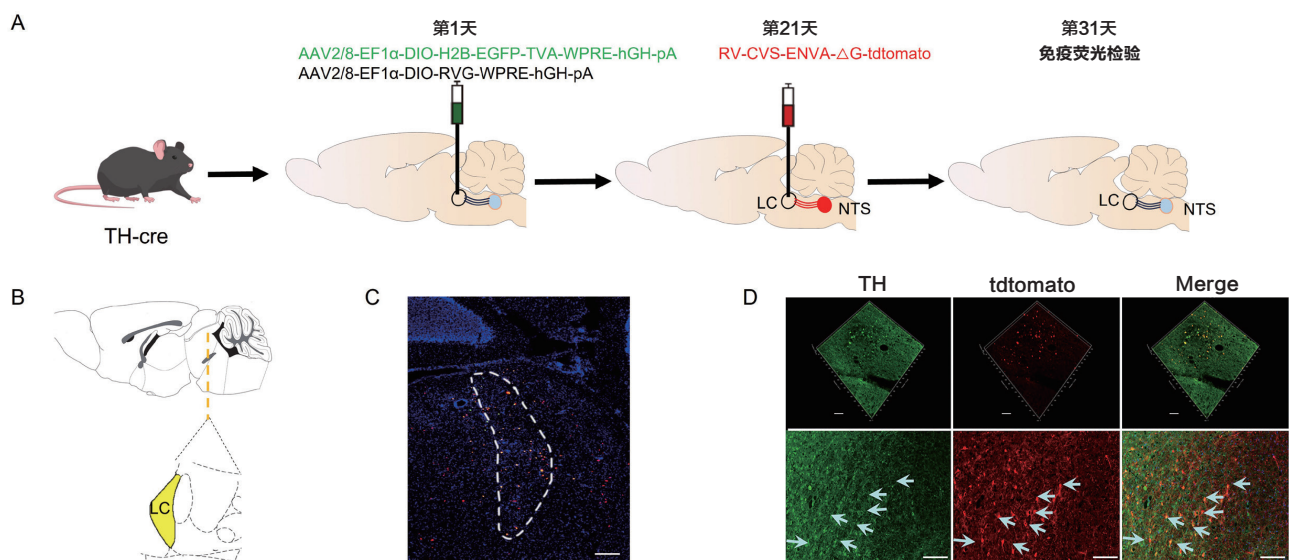 A
第1天
AAV2/8-EF1α-DIO-H2B-EGFP-TVA-WPRE-hGH-pA
AAV2/8-EF1α-DIO-RVG-WPRE-hGH-pA
第21天
RV-CVS-ENVA-△G-tdtomato
第31天
免疫荧光检验
TH-cre
LC
NTS
LC
NTS
B
LC
C
D
TH
tdtomato
Merge